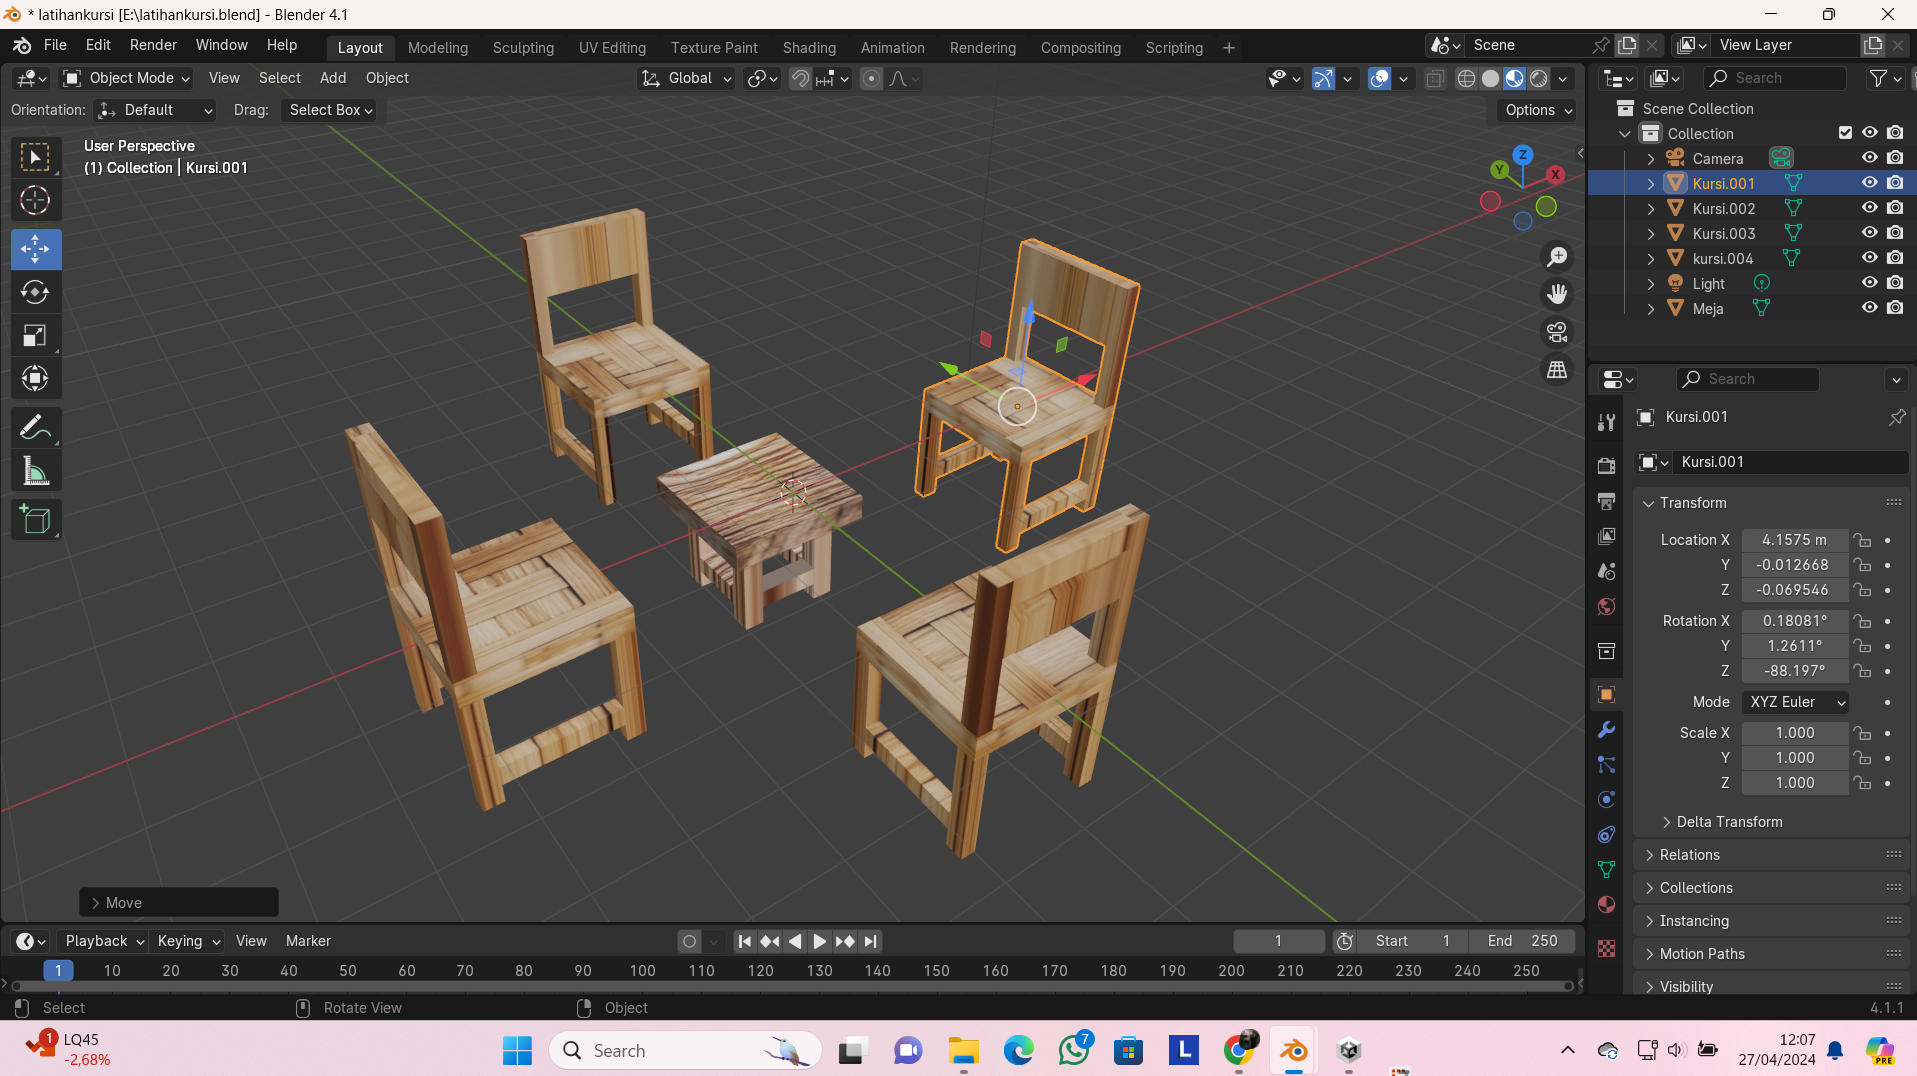 * latihankursi [E:\latihankursi.blend] - Blender 4.1
File Edit Render Window Help
Layout Modeling Sculpting UV Editing Texture Paint Shading Animation Rendering Compositing Scripting +
Scene
View Layer
Object Mode View Select Add Object
Global
Search
Orientation: Default Drag: Select Box
Options
User Perspective
(1) Collection | Kursi.001
Z
Y
X
Scene Collection
Collection
Camera
Kursi.001
Kursi.002
Kursi.003
kursi.004
Light
Meja
Search
Kursi.001
Kursi.001
Transform
Location X 4.1575 m
Y -0.012668
Z -0.069546
Rotation X 0.18081°
Y 1.2611°
Z -88.197°
Mode XYZ Euler
Scale X 1.000
Y 1.000
Z 1.000
Delta Transform
Relations
Collections
Instancing
Motion Paths
Visibility
Move
Playback Keying View Marker
1
Start 1
End 250
1 10 20 30 40 50 60 70 80 90 100 110 120 130 140 150 160 170 180 190 200 210 220 230 240 250
Select
Rotate View
Object
4.1.1
1
LQ45
-2,68%
Search
7
L
12:07
27/04/2024
PRE